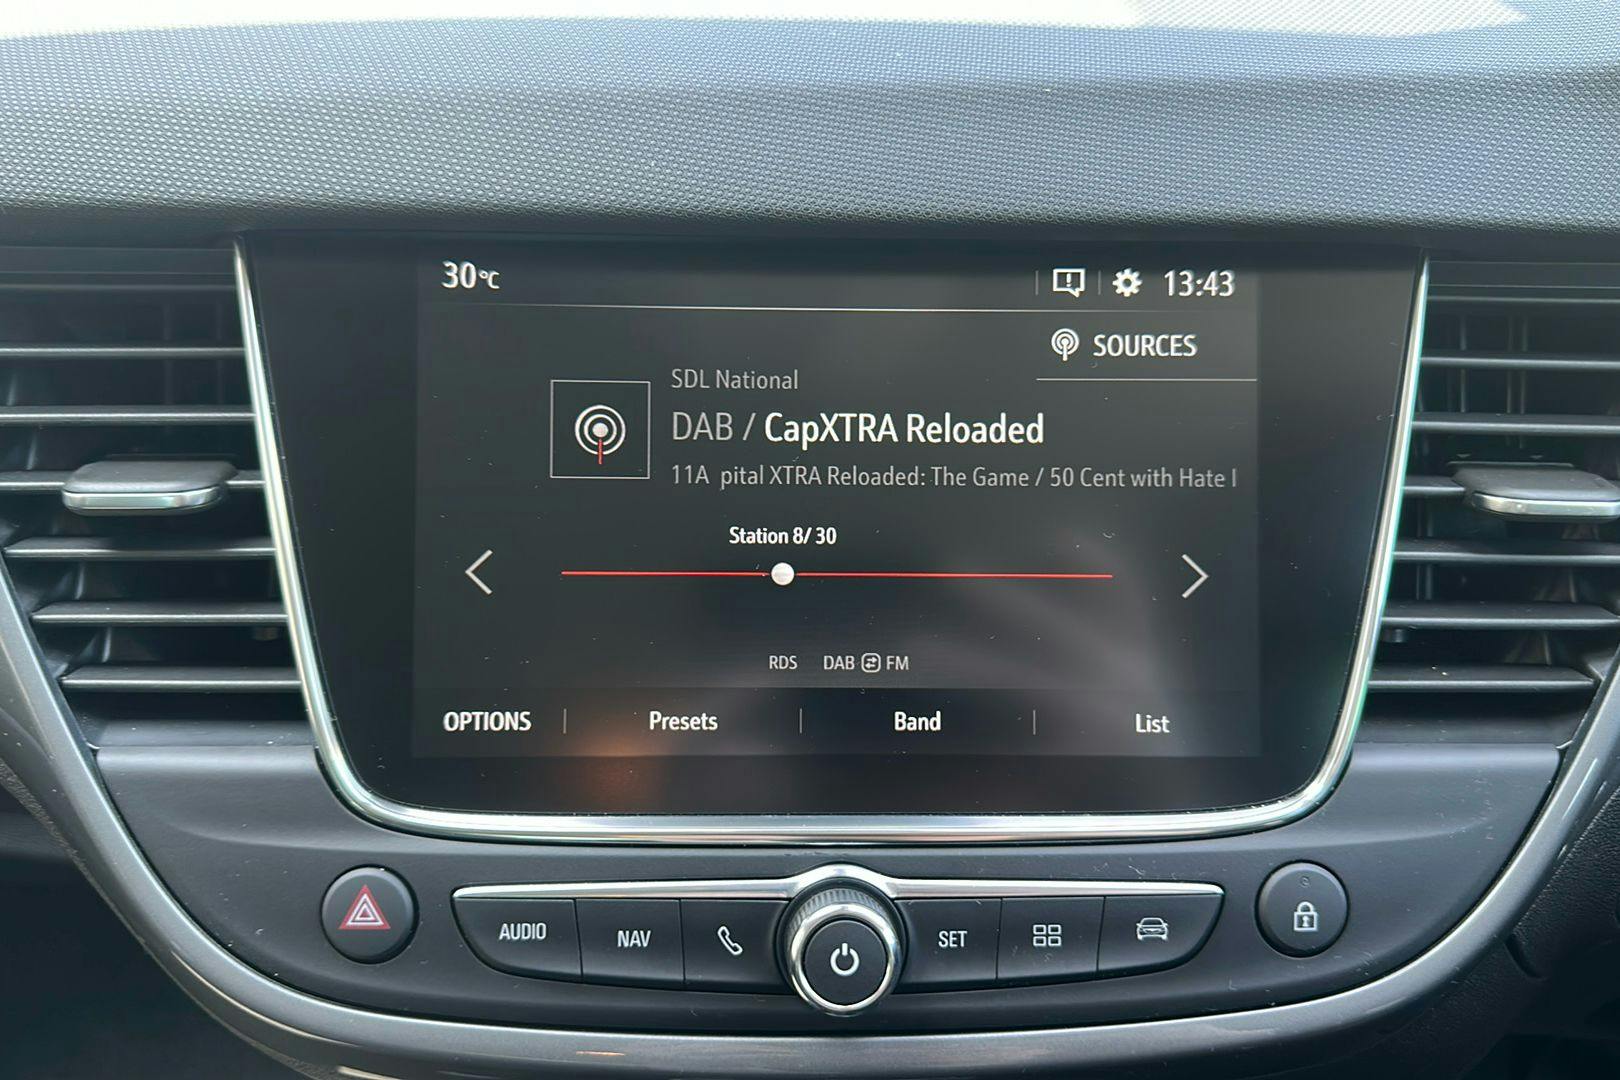 30°C
13:43
SOURCES
SDL National
DAB / CapXTRA Reloaded
11A pital XTRA Reloaded: The Game / 50 Cent with Hate I
Station 8/ 30
RDS DAB FM
OPTIONS Presets Band List
AUDIO NAV SET